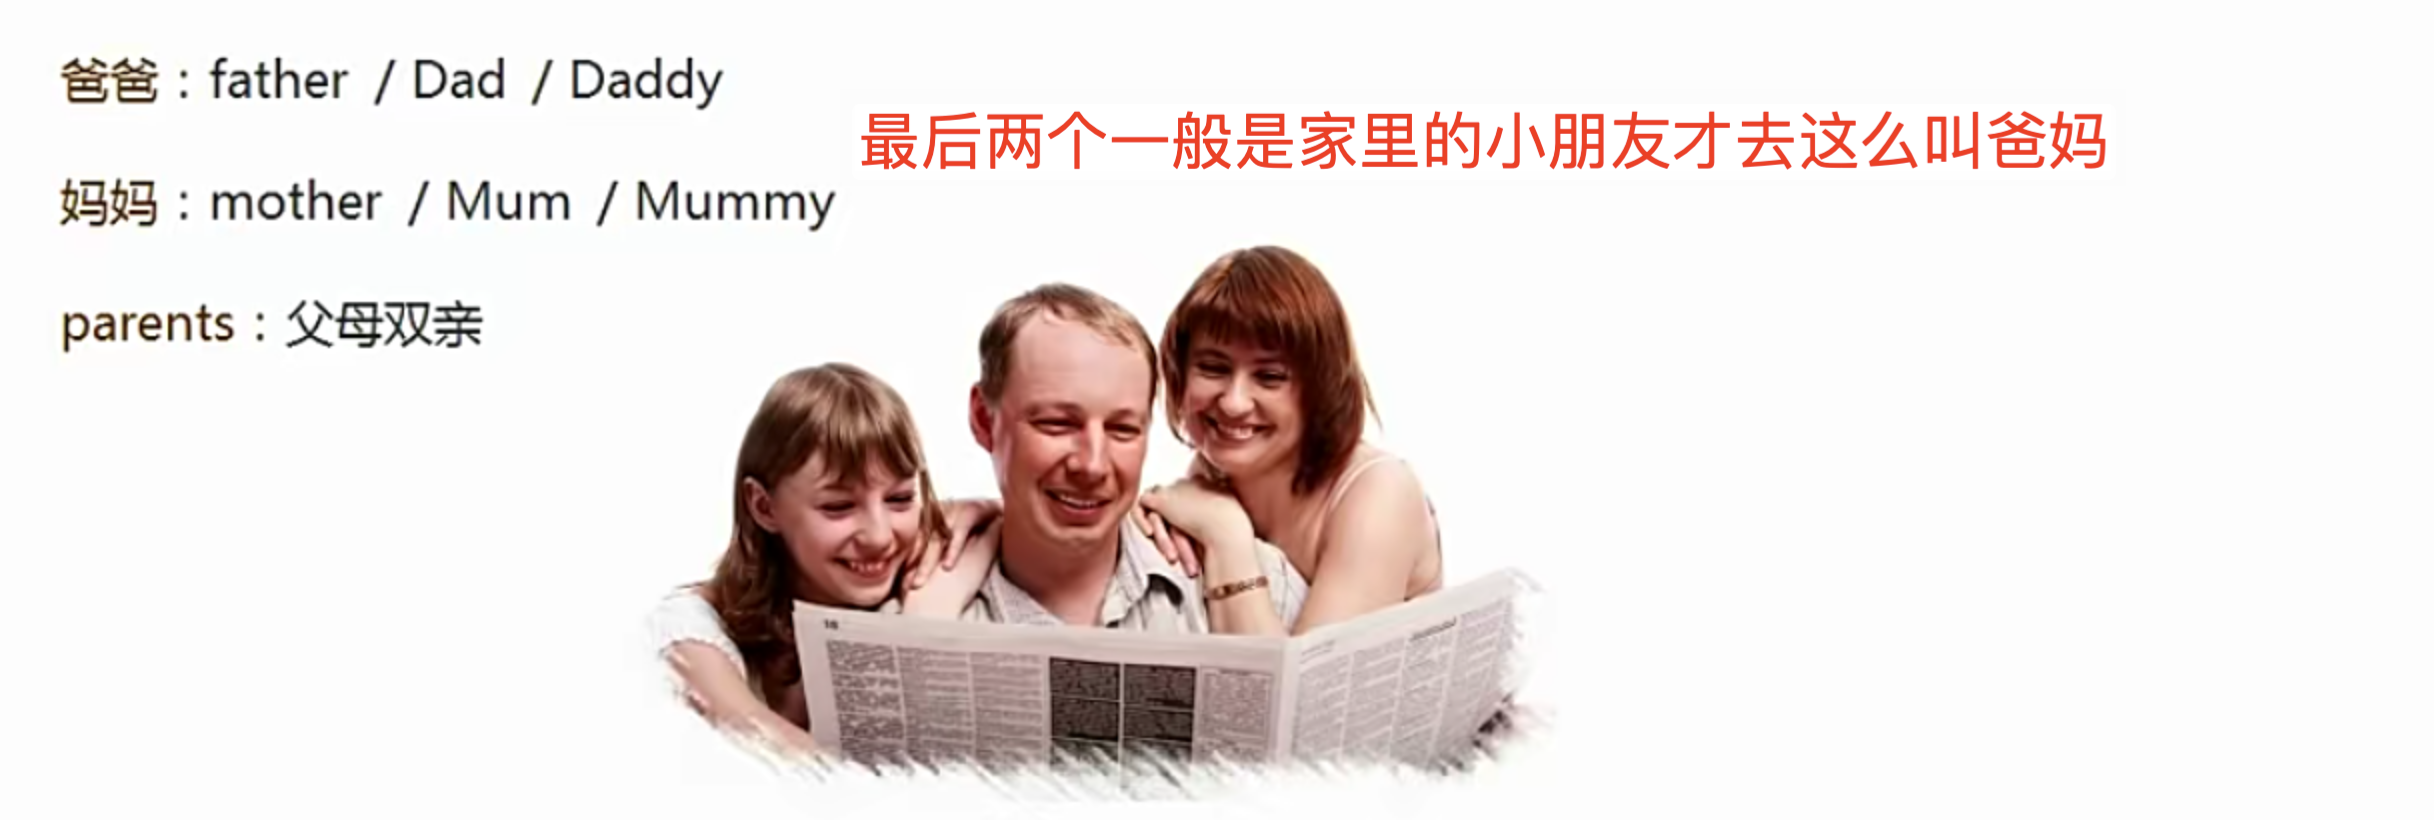 爸爸：father / Dad / Daddy
最后两个一般是家里的小朋友才去这么叫爸妈
妈妈：mother / Mum / Mummy
parents：父母双亲